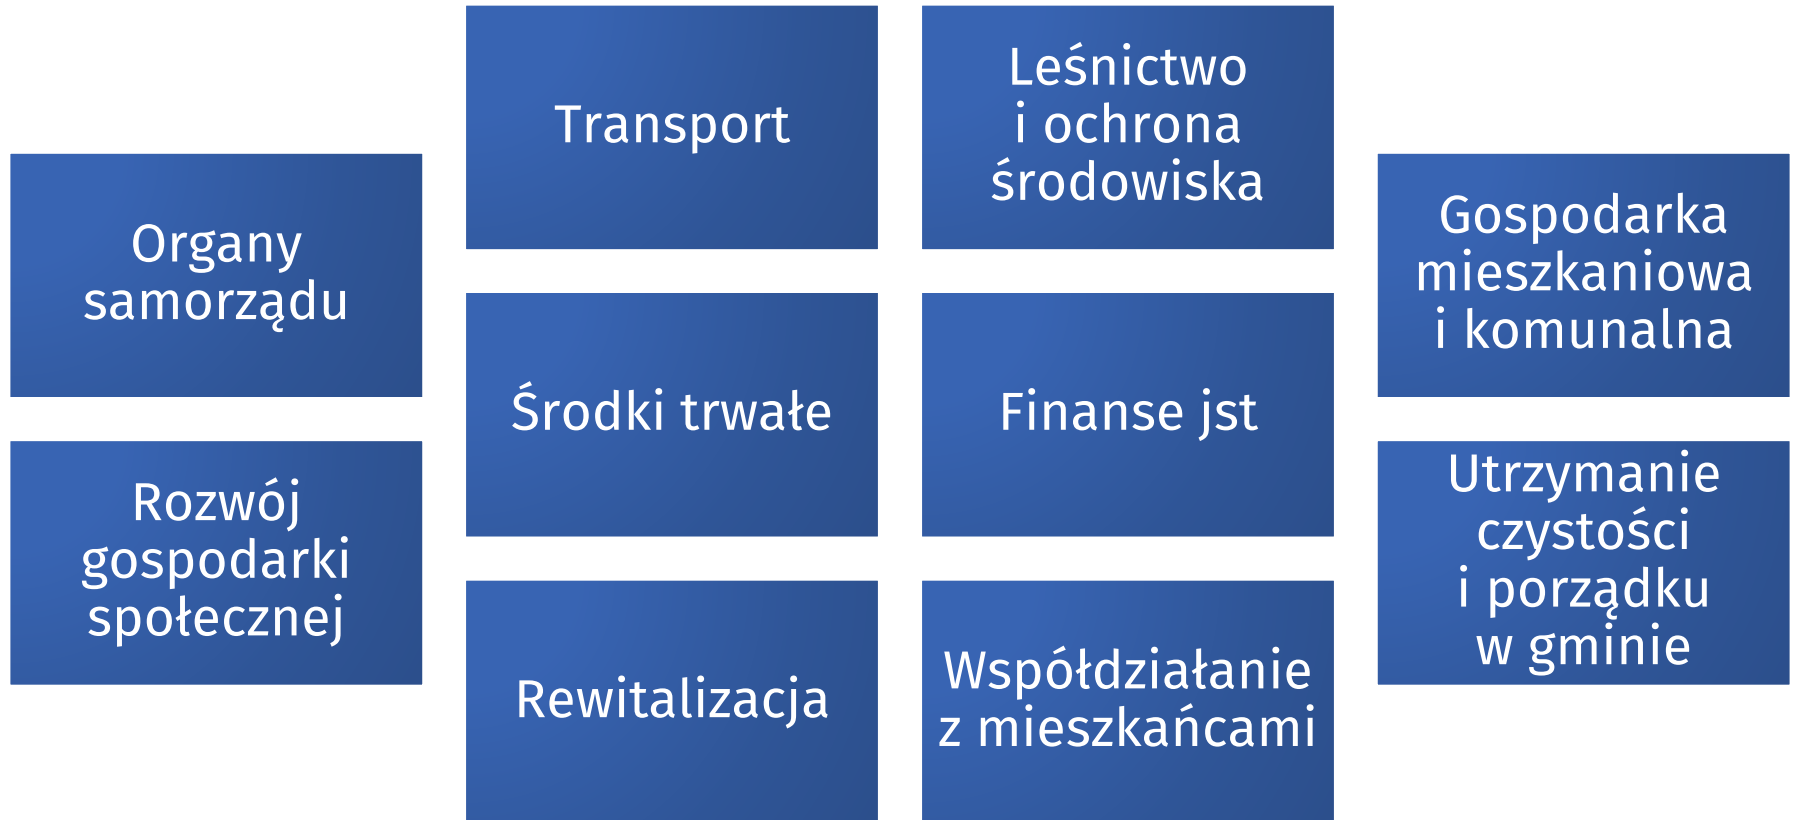 Organy
samorządu
Rozwój
gospodarki
społecznej
Transport
Środki trwałe
Rewitalizacja
Leśnictwo
i ochrona
środowiska
Finanse jst
Współdziałanie
z mieszkańcami
Gospodarka
mieszkaniowa
i komunalna
Utrzymanie
czystości
i porządku
w gminie